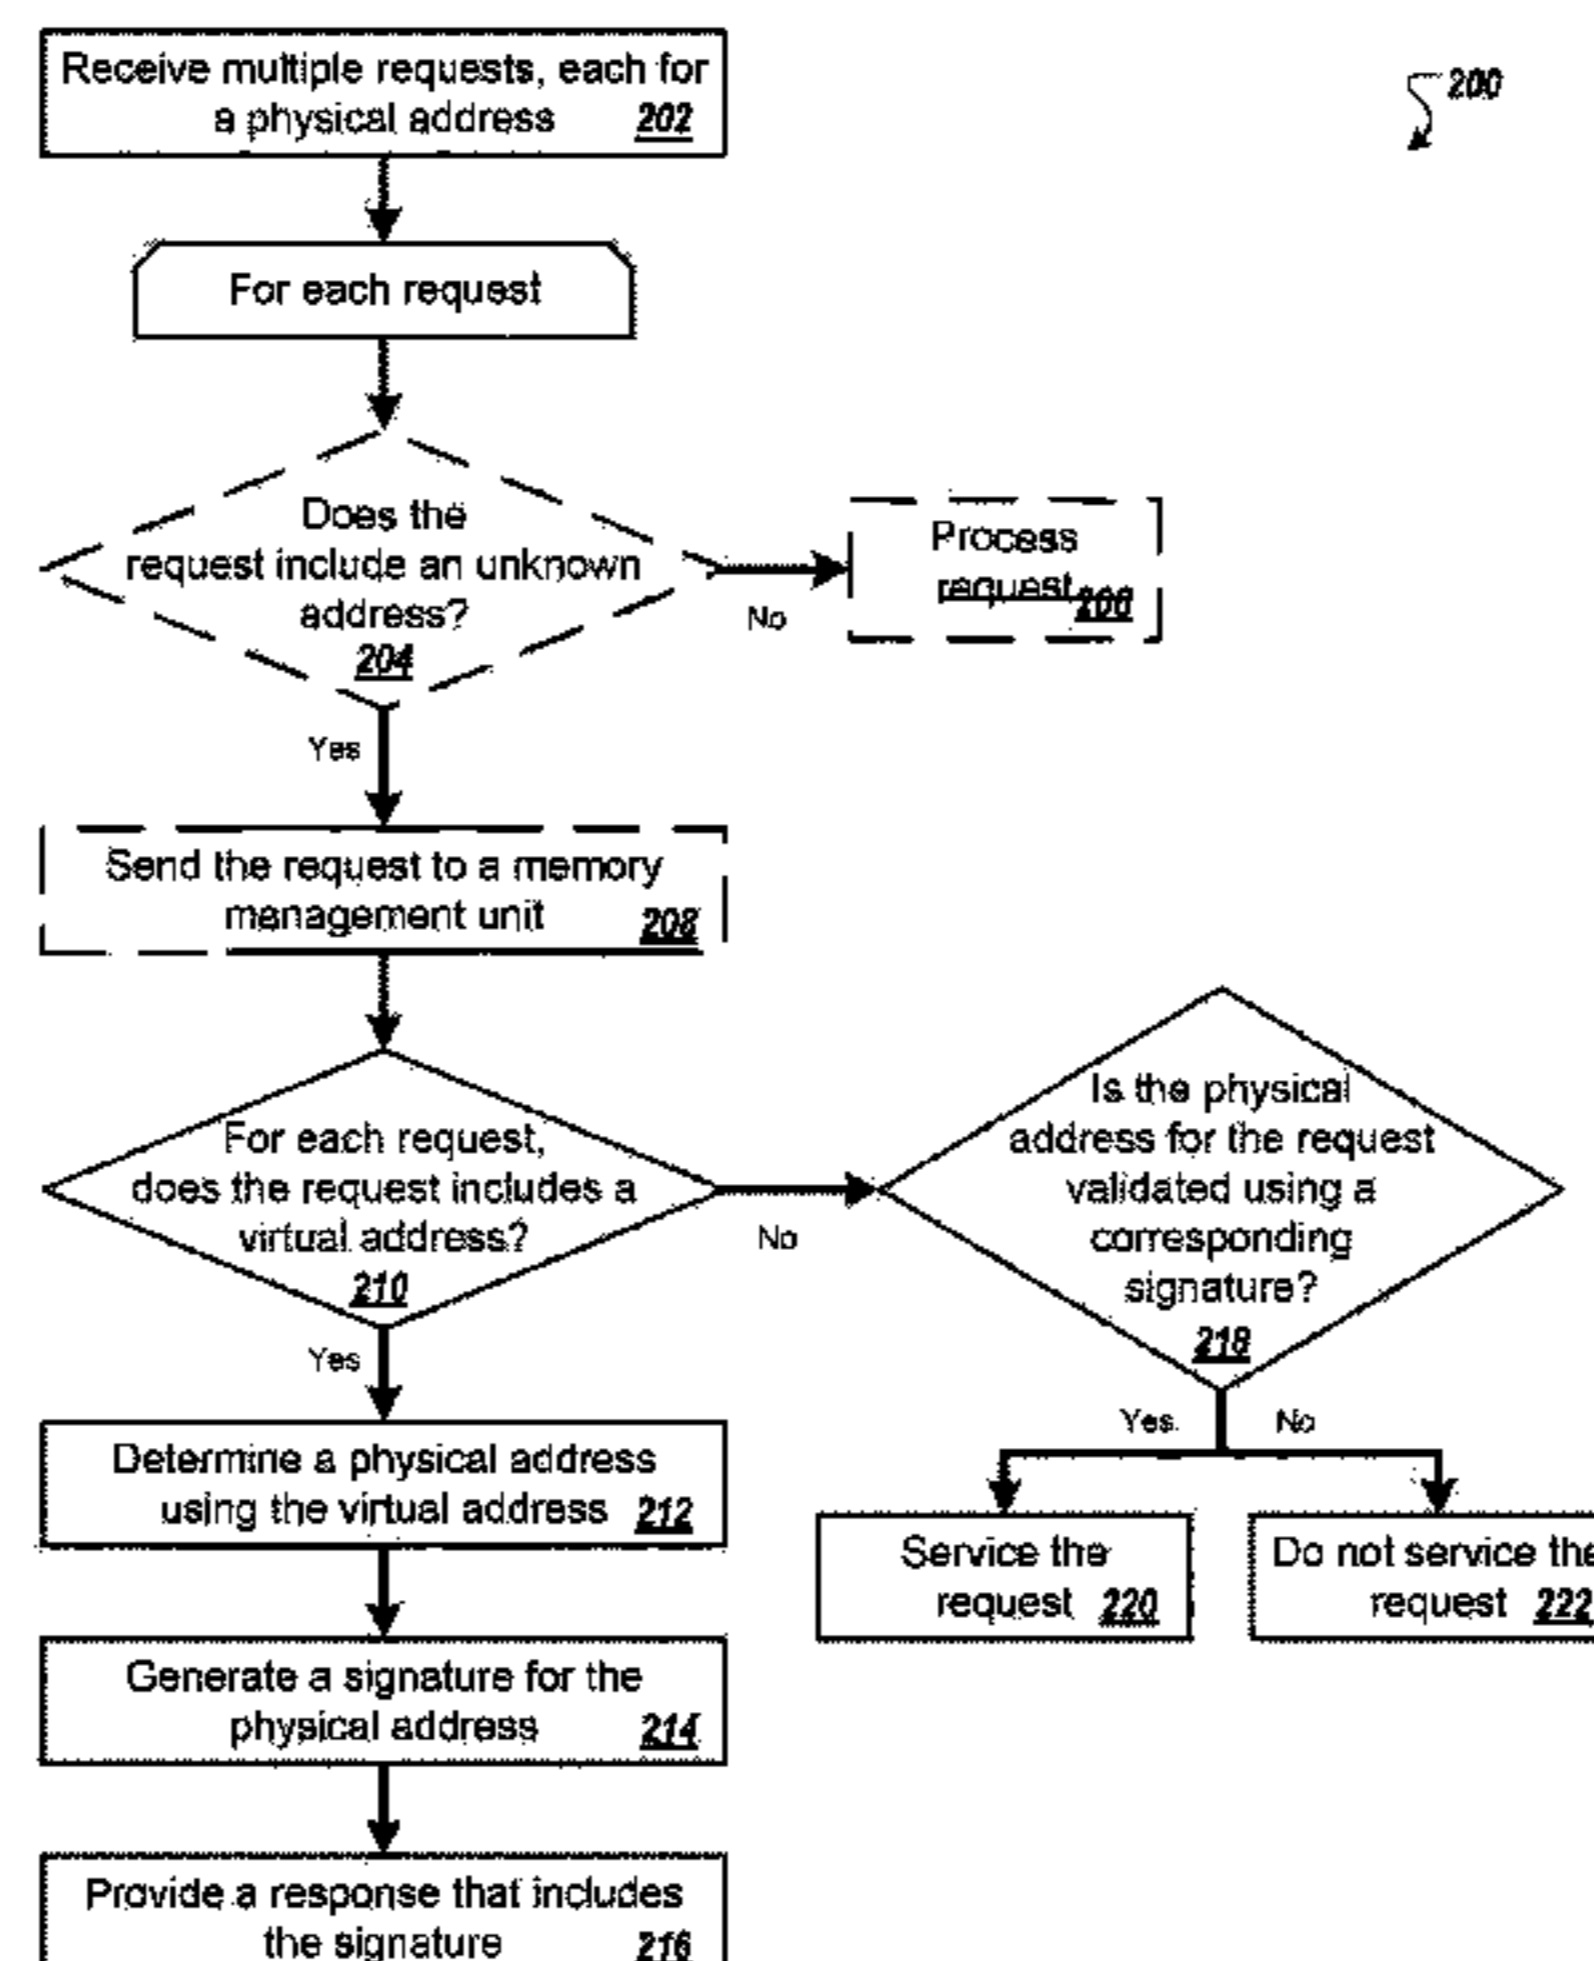 Receive multiple requests, each for
a physical address 202
200
For each request
Does the
request include an unknown
address?
204
No
Process
request 206
Yes
Send the request to a memory
management unit 208
For each request,
does the request includes a
virtual address?
210
No
Is the physical
address for the request
validated using a
corresponding
signature?
218
Yes
No
Yes
Determine a physical address
using the virtual address 212
Service the
request 220
Do not service the
request 222
Generate a signature for the
physical address 214
Provide a response that includes
the signature 216